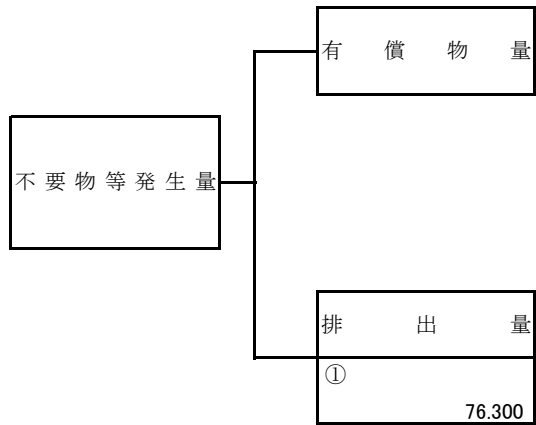 有償物量
不要物等発生量
排出量
①
76.300